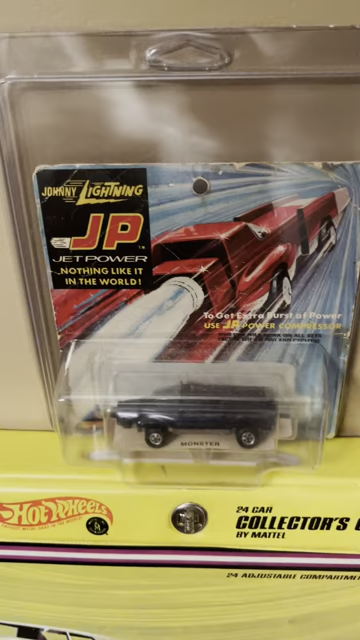 JOHNNY LIGHTNING
JP
JET POWER
NOTHING LIKE IT
IN THE WORLD!
To Get Extra Burst of Power
USE JP POWER COMPRESSOR
MONSTER
Hot Wheels
24 CAR
COLLECTOR'S
BY MATTEL
24 ADJUSTABLE